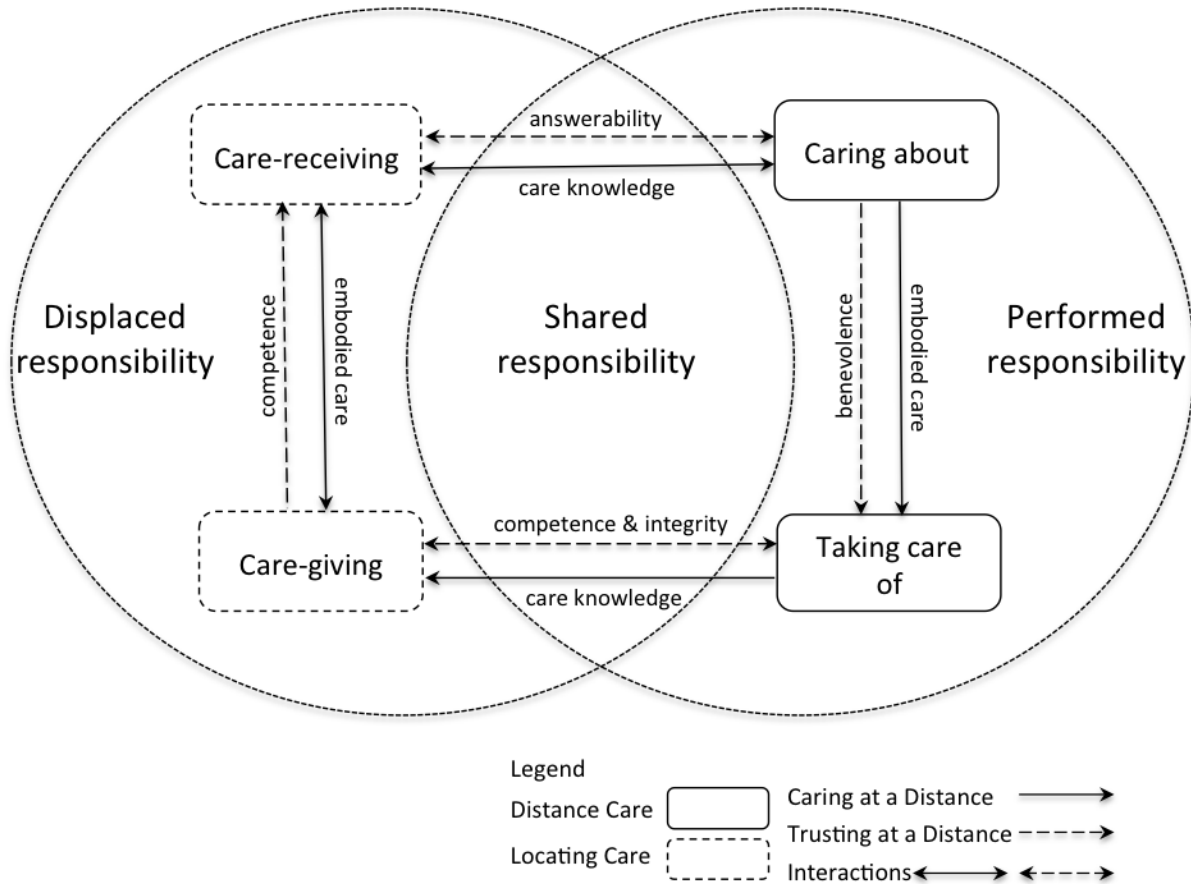 answerability
Care-receiving
Caring about
care knowledge
competence
embodied care
benevolence
embodied care
Displaced
responsibility
Shared
responsibility
Performed
responsibility
competence & integrity
Care-giving
Taking care
of
care knowledge
Legend
Distance Care
Caring at a Distance
Trusting at a Distance
Locating Care
Interactions